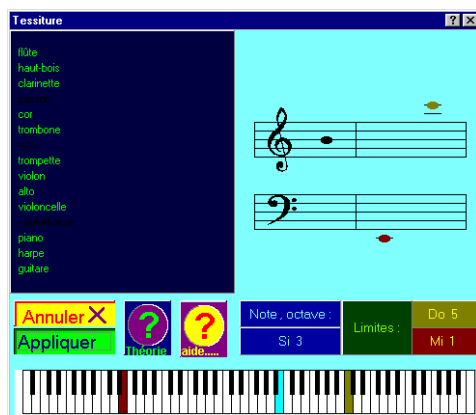 Tessiture
flûte
haut-bois
clarinette
cor
trombone
trompette
violon
alto
violoncelle
piano
harpe
guitare
Annuler
Appliquer
Théorie
aide.....
Note , octave :
Si 3
Limites :
Do 5
Mi 1